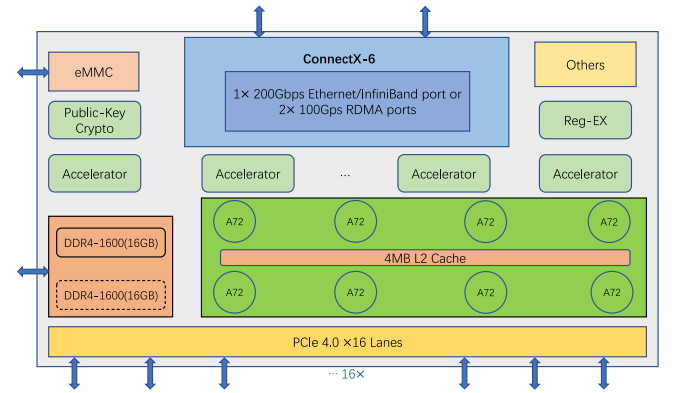 ConnectX-6
eMMC
1× 200Gbps Ethernet/InfiniBand port or
2× 100Gps RDMA ports
Others
Public-Key
Crypto
Reg-EX
Accelerator
Accelerator
...
Accelerator
Accelerator
A72
A72
A72
A72
DDR4-1600(16GB)
4MB L2 Cache
DDR4-1600(16GB)
A72
A72
A72
A72
PCIe 4.0 ×16 Lanes
... 16×